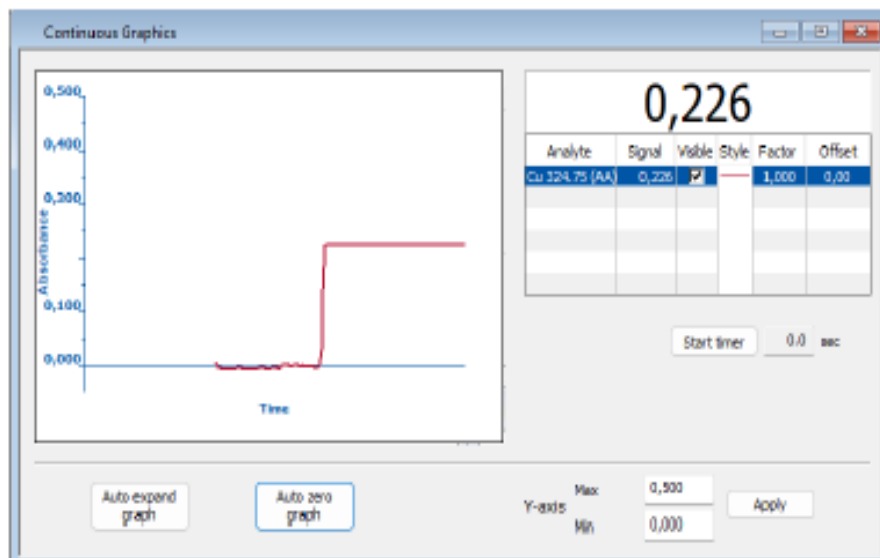 Continuous Graphics
0,500
0,400
0,300
0,100
0,000
Absorbance
Time
0,226
Analyte Signal Visible Style Factor Offset
Cu 324.75 (AA) 0,226 1,000 0,00
Start timer 0.0 sec
Auto expand graph
Auto zero graph
Y-axis
Max 0,500
Min 0,000
Apply